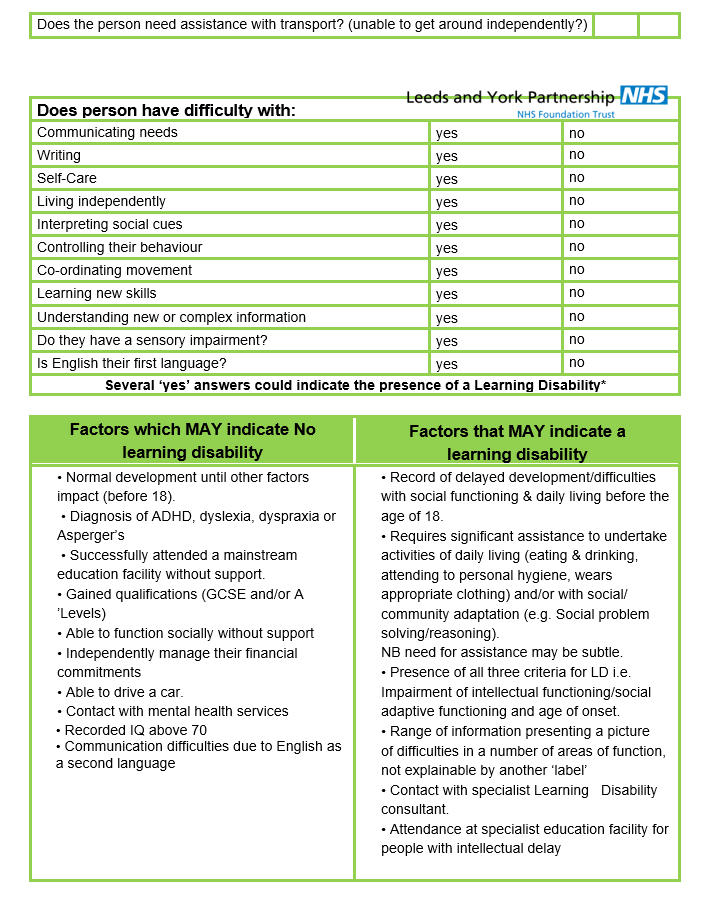 Does the person need assistance with transport? (unable to get around independently?)
Leeds and York Partnership NHS
NHS Foundation Trust
Does person have difficulty with:
Communicating needs yes no
Writing yes no
Self-Care yes no
Living independently yes no
Interpreting social cues yes no
Controlling their behaviour yes no
Co-ordinating movement yes no
Learning new skills yes no
Understanding new or complex information yes no
Do they have a sensory impairment? yes no
Is English their first language? yes no
Several ‘yes’ answers could indicate the presence of a Learning Disability*
Factors which MAY indicate No
learning disability
• Normal development until other factors
impact (before 18).
• Diagnosis of ADHD, dyslexia, dyspraxia or
Asperger’s
• Successfully attended a mainstream
education facility without support.
• Gained qualifications (GCSE and/or A
’Levels)
• Able to function socially without support
• Independently manage their financial
commitments
• Able to drive a car.
• Contact with mental health services
• Recorded IQ above 70
• Communication difficulties due to English as
a second language
Factors that MAY indicate a
learning disability
• Record of delayed development/difficulties
with social functioning & daily living before the
age of 18.
• Requires significant assistance to undertake
activities of daily living (eating & drinking,
attending to personal hygiene, wears
appropriate clothing) and/or with social/
community adaptation (e.g. Social problem
solving/reasoning).
NB need for assistance may be subtle.
• Presence of all three criteria for LD i.e.
Impairment of intellectual functioning/social
adaptive functioning and age of onset.
• Range of information presenting a picture
of difficulties in a number of areas of function,
not explainable by another ‘label’
• Contact with specialist Learning Disability
consultant.
• Attendance at specialist education facility for
people with intellectual delay